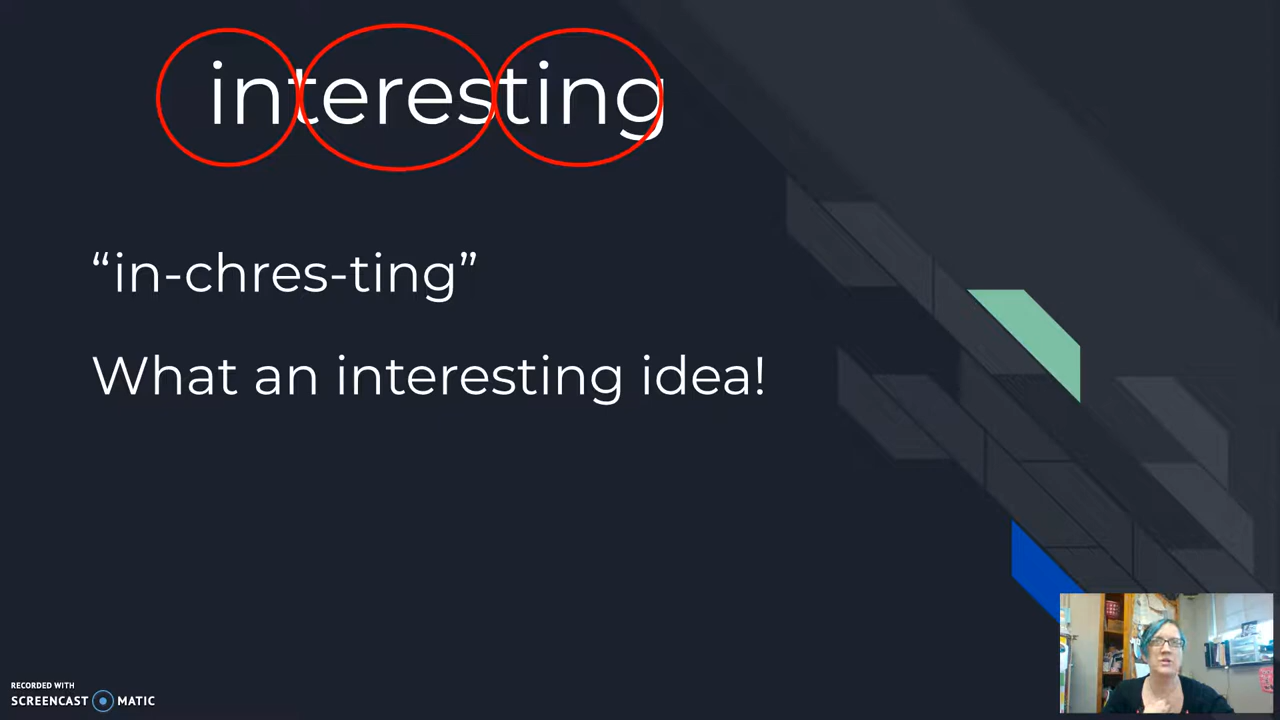 interesting
“in-chres-ting”
What an interesting idea!
RECORDED WITH
SCREENCAST MATIC